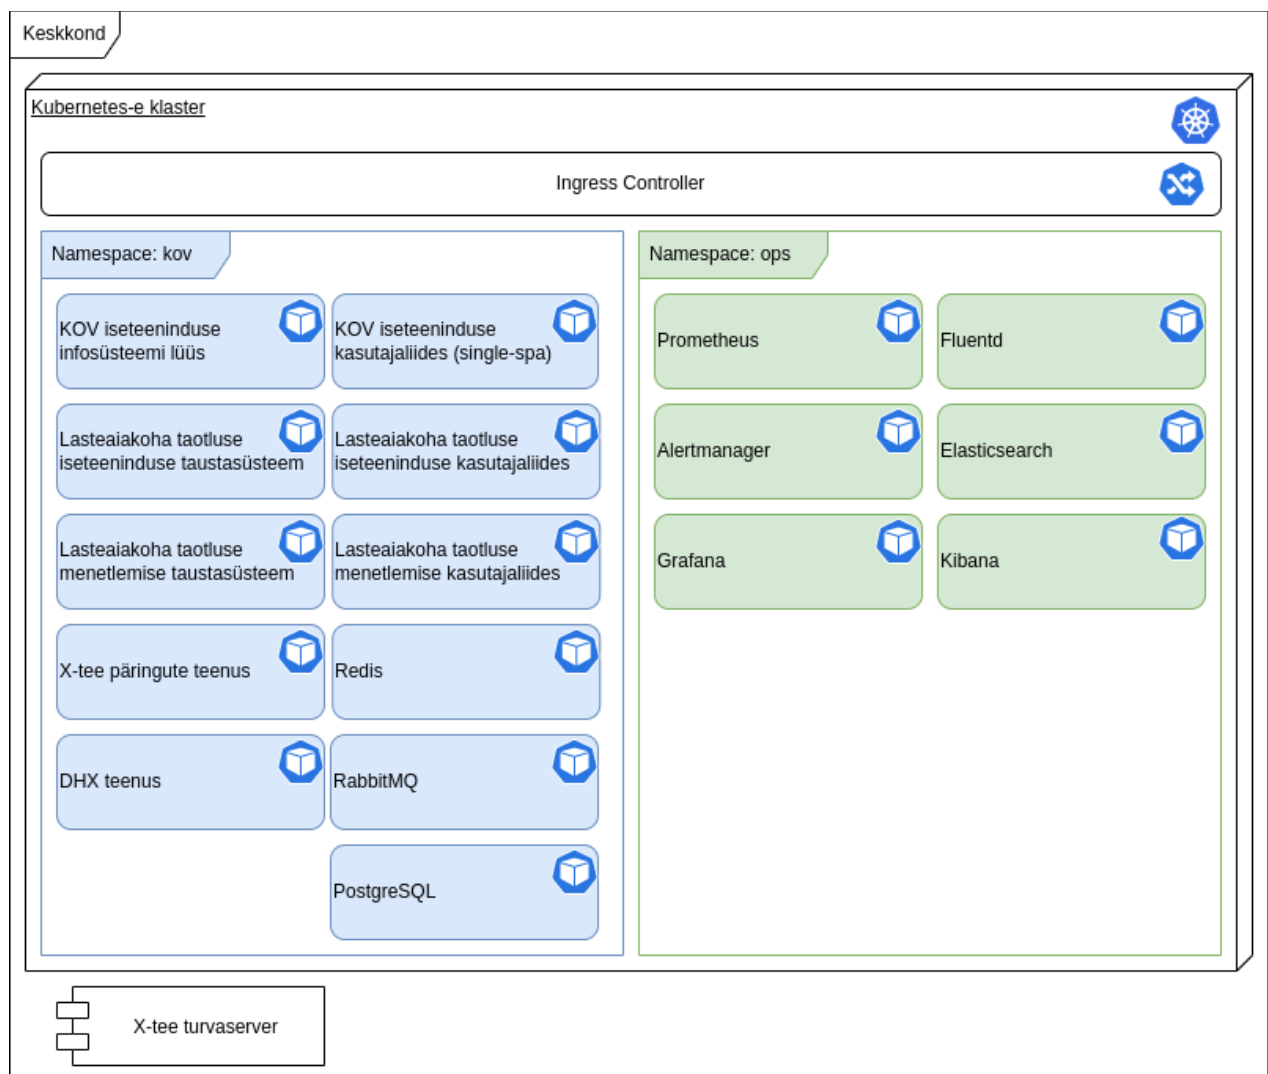 Keskkond
Kubernetes-e klaster
Ingress Controller
Namespace: kov
KOV iseteeninduse
infosüsteemi lüüs
KOV iseteeninduse
kasutajaliides (single-spa)
Lasteaiakoha taotluse
iseteeninduse taustasüsteem
Lasteaiakoha taotluse
iseteeninduse kasutajaliides
Lasteaiakoha taotluse
menetlemise taustasüsteem
Lasteaiakoha taotluse
menetlemise kasutajaliides
X-tee päringute teenus
Redis
DHX teenus
RabbitMQ
PostgreSQL
Namespace: ops
Prometheus
Fluentd
Alertmanager
Elasticsearch
Grafana
Kibana
X-tee turvaserver